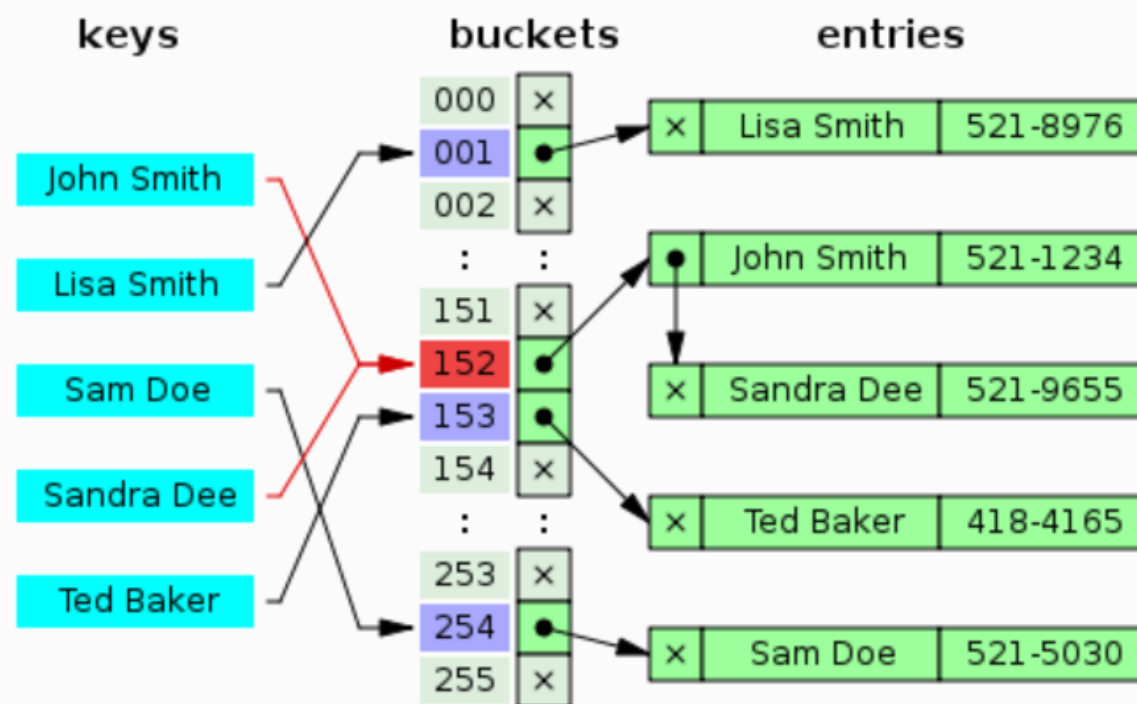 keys buckets entries
000 ×
Lisa Smith 521-8976
001
John Smith
002 ×
: :
John Smith 521-1234
Lisa Smith
151 ×
152
Sam Doe
× Sandra Dee 521-9655
153
154 ×
Sandra Dee
: :
× Ted Baker 418-4165
253 ×
Ted Baker
254
× Sam Doe 521-5030
255 ×